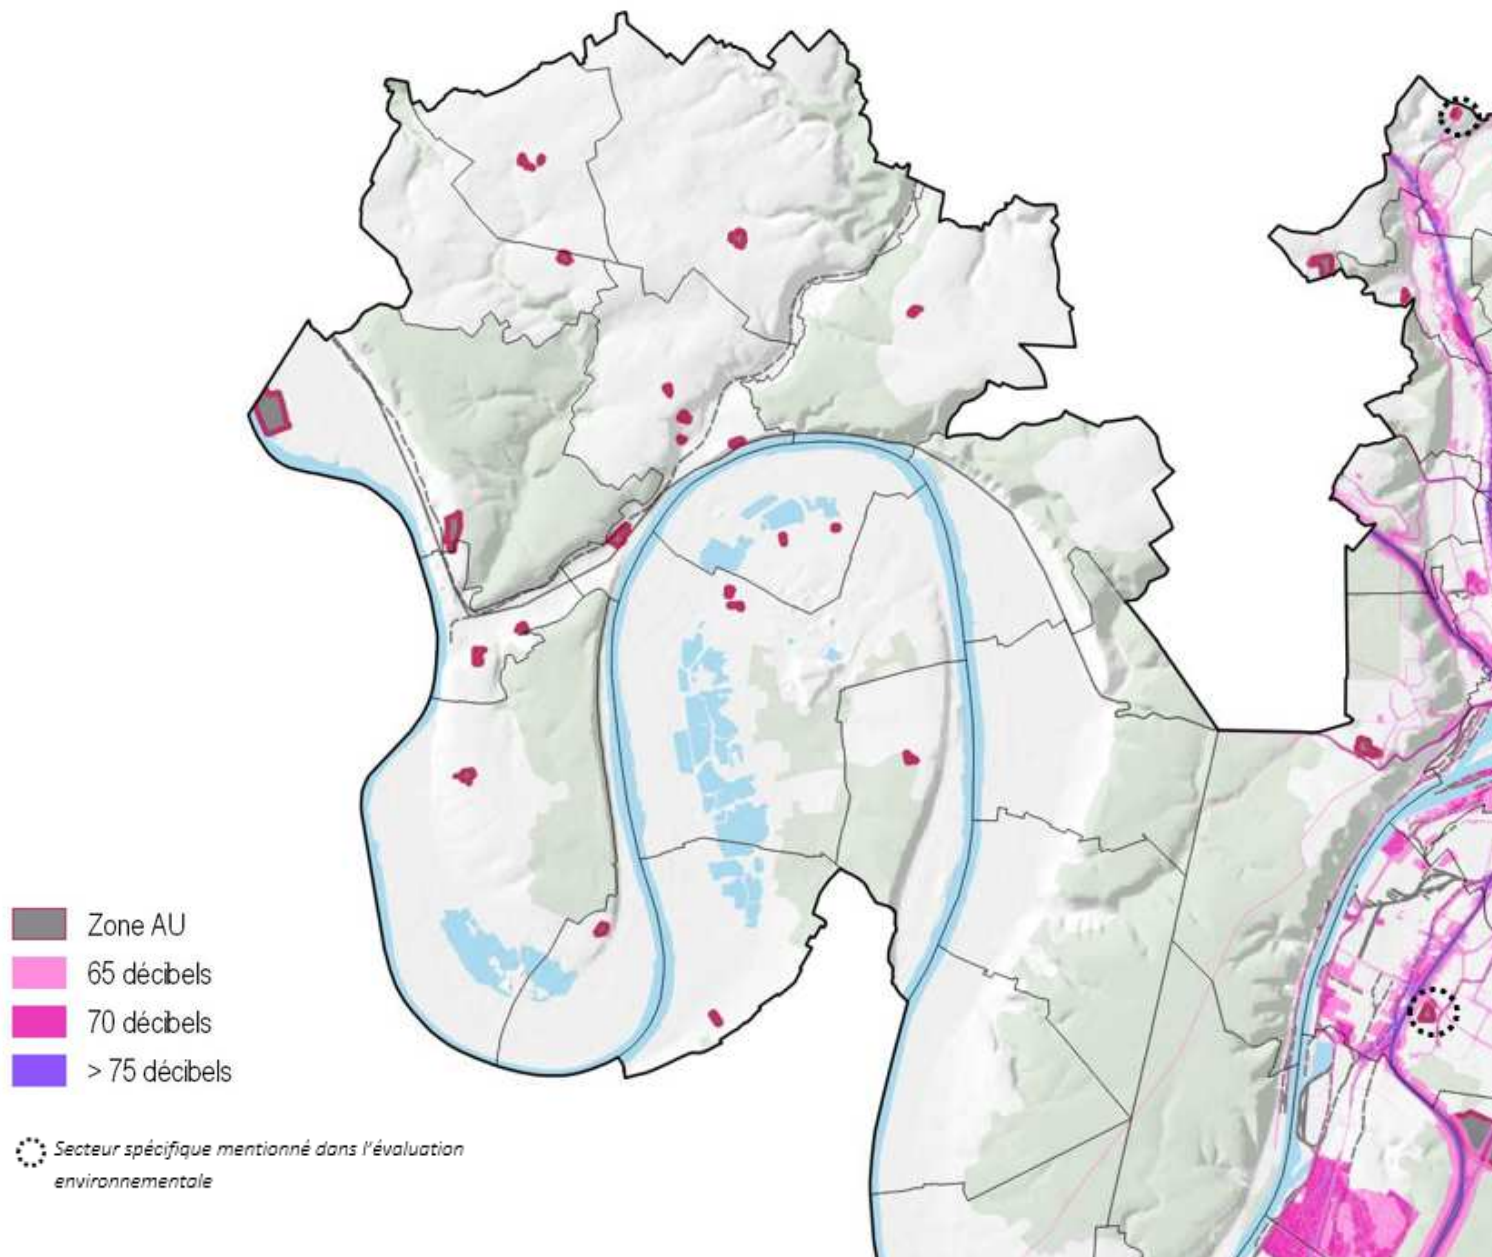 Zone AU
65 décibels
70 décibels
> 75 décibels
Secteur spécifique mentionné dans l'évaluation
environnementale